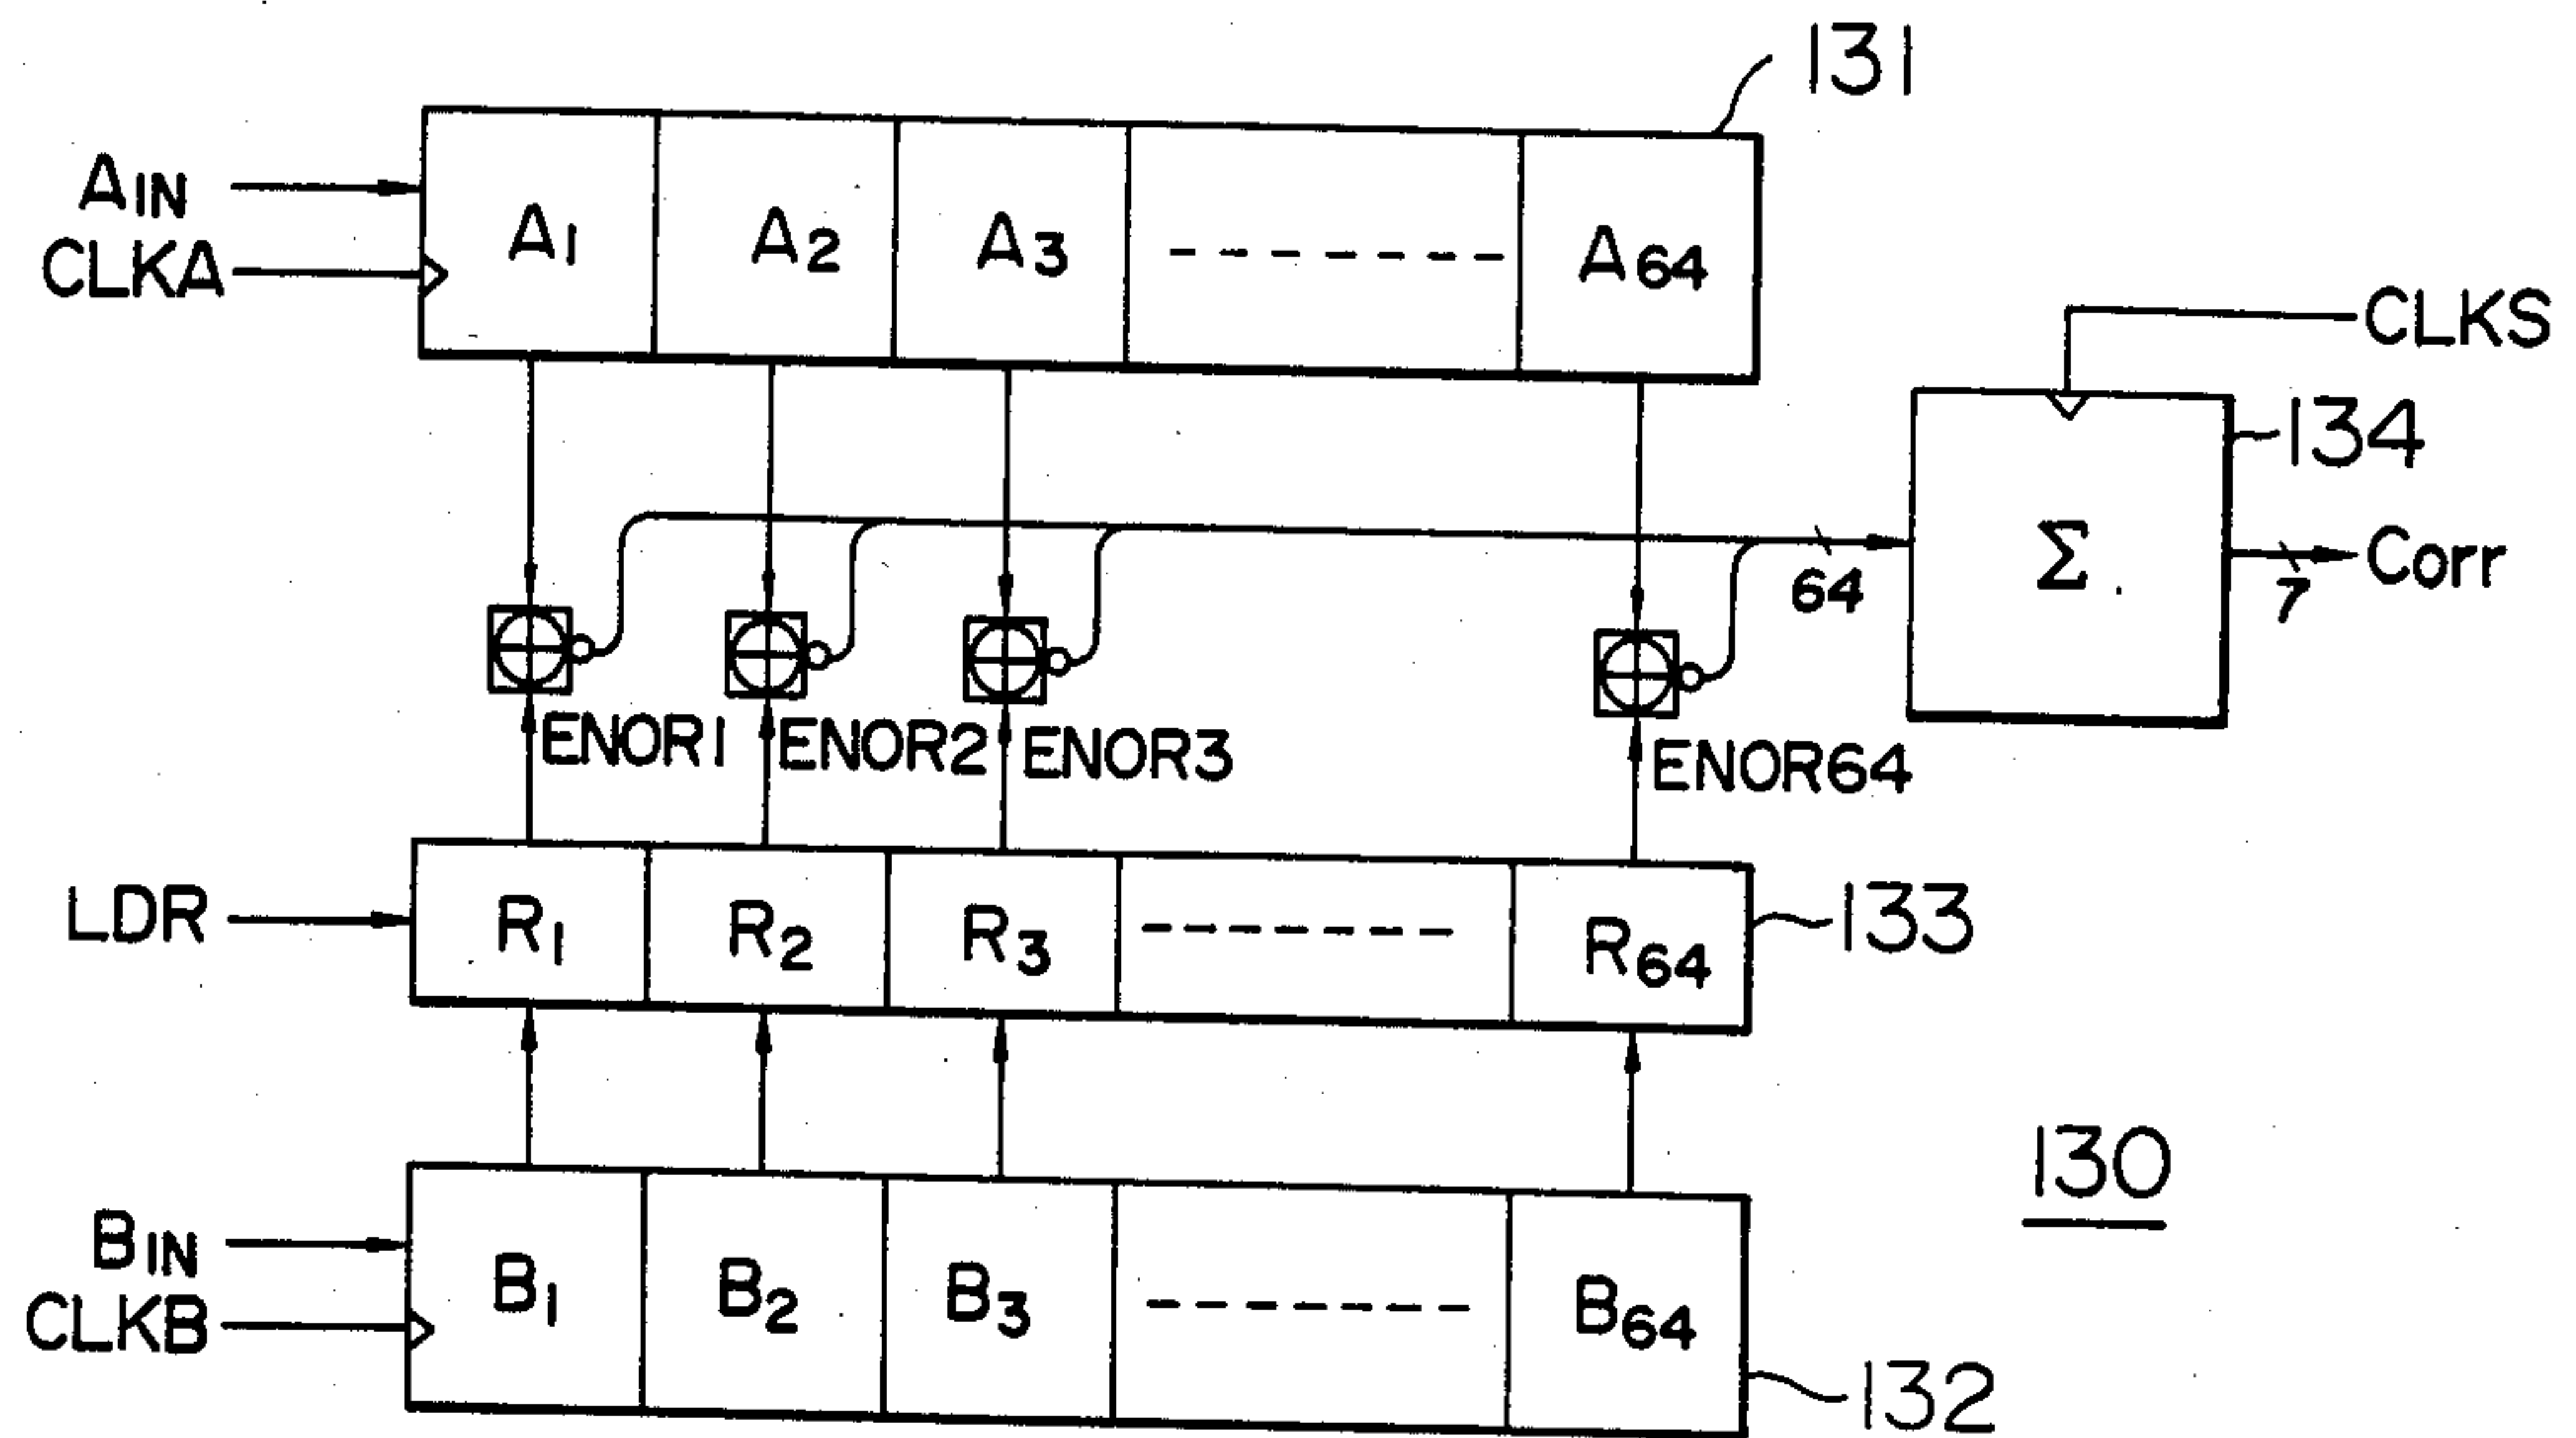 131
AIN
CLKA
A1 A2 A3 A64
CLKS
134
Σ
64
7
Corr
ENOR1 ENOR2 ENOR3 ENOR64
LDR
R1 R2 R3 R64
133
130
BIN
CLKB
B1 B2 B3 B64
132